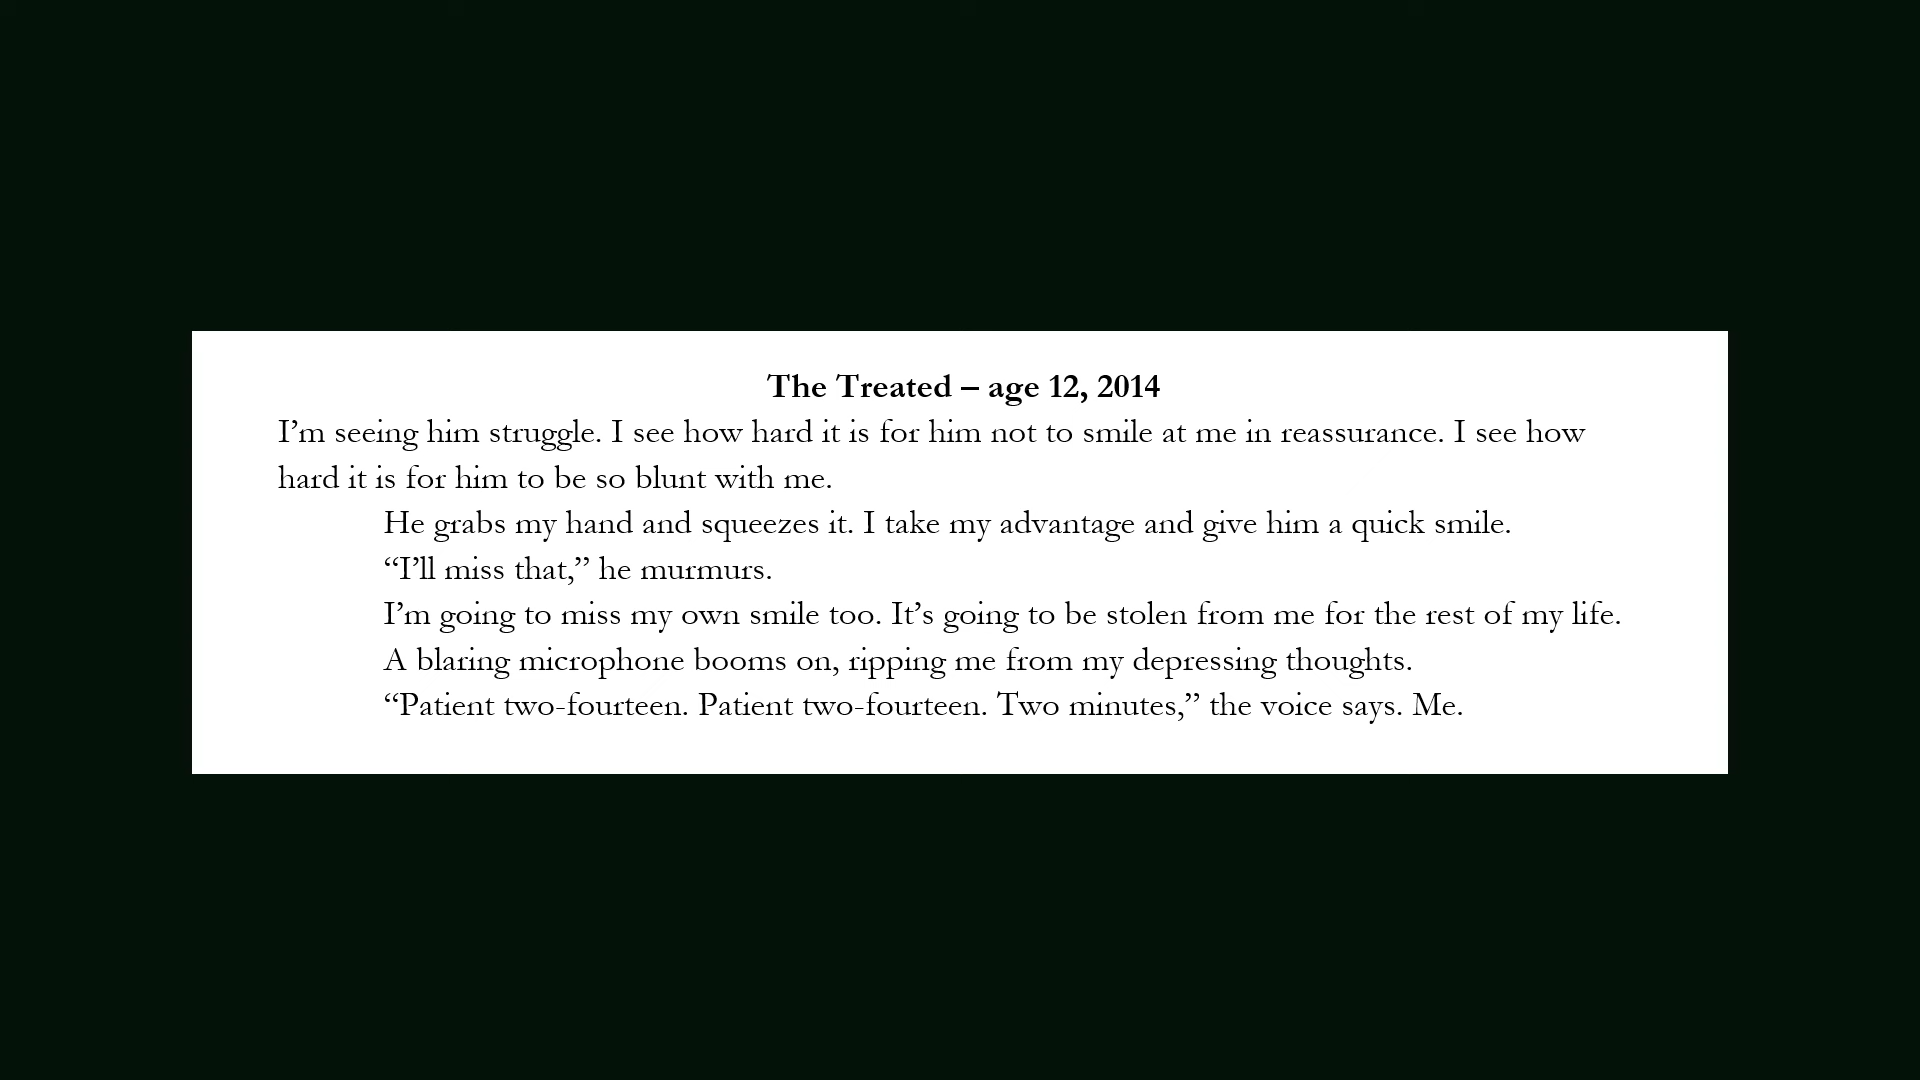 The Treated – age 12, 2014
I’m seeing him struggle. I see how hard it is for him not to smile at me in reassurance. I see how
hard it is for him to be so blunt with me.
He grabs my hand and squeezes it. I take my advantage and give him a quick smile.
“I’ll miss that,” he murmurs.
I’m going to miss my own smile too. It’s going to be stolen from me for the rest of my life.
A blaring microphone booms on, ripping me from my depressing thoughts.
“Patient two-fourteen. Patient two-fourteen. Two minutes,” the voice says. Me.